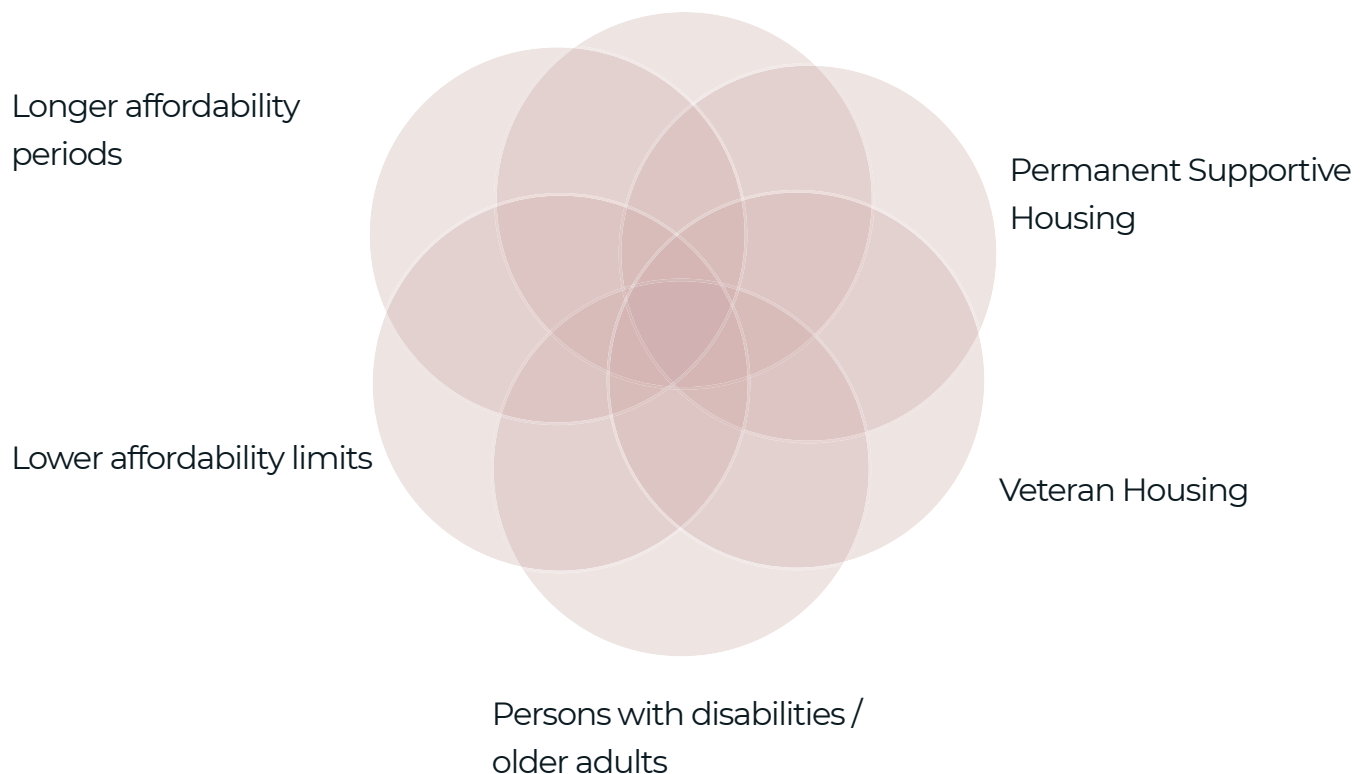 Longer affordability
periods
Permanent Supportive
Housing
Lower affordability limits
Veteran Housing
Persons with disabilities /
older adults